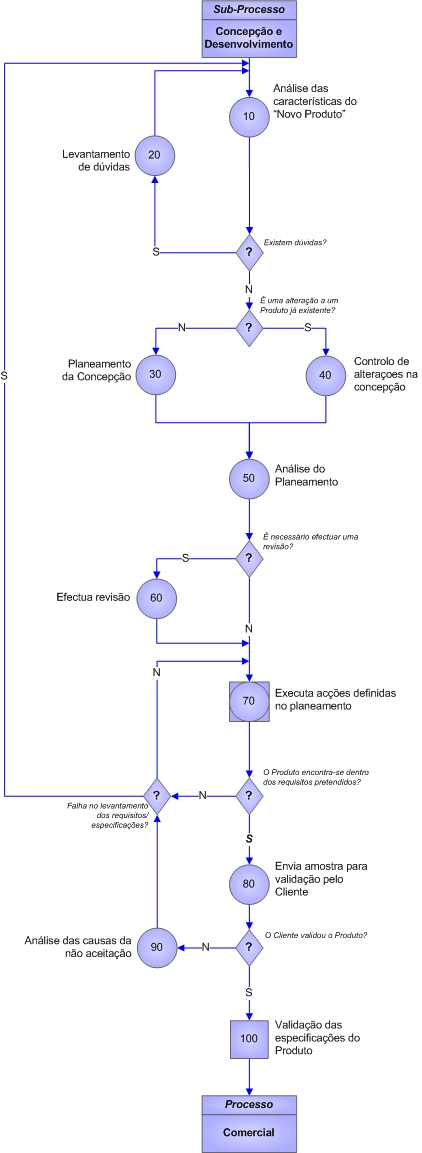 Sub-Processo
Concepção e
Desenvolvimento
Análise das
características do
“Novo Produto”
10
Levantamento
de dúvidas
20
Existem dúvidas?
?
S
N
É uma alteração a um
Produto já existente?
?
N
S
Planeamento
da Concepção
30
40
Controlo de
alteraçoes na
concepção
50
Análise do
Planeamento
É necessário efectuar uma
revisão?
?
S
Efectua revisão
60
N
S
N
70
Executa acções definidas
no planeamento
O Produto encontra-se dentro
dos requisitos pretendidos?
?
N
?
Falha no levantamento
dos requisitos/
especificações?
S
80
Envia amostra para
validação pelo
Cliente
O Cliente validou o Produto?
?
N
90
Análise das causas da
não aceitação
S
100
Validação das
especificações do
Produto
Processo
Comercial